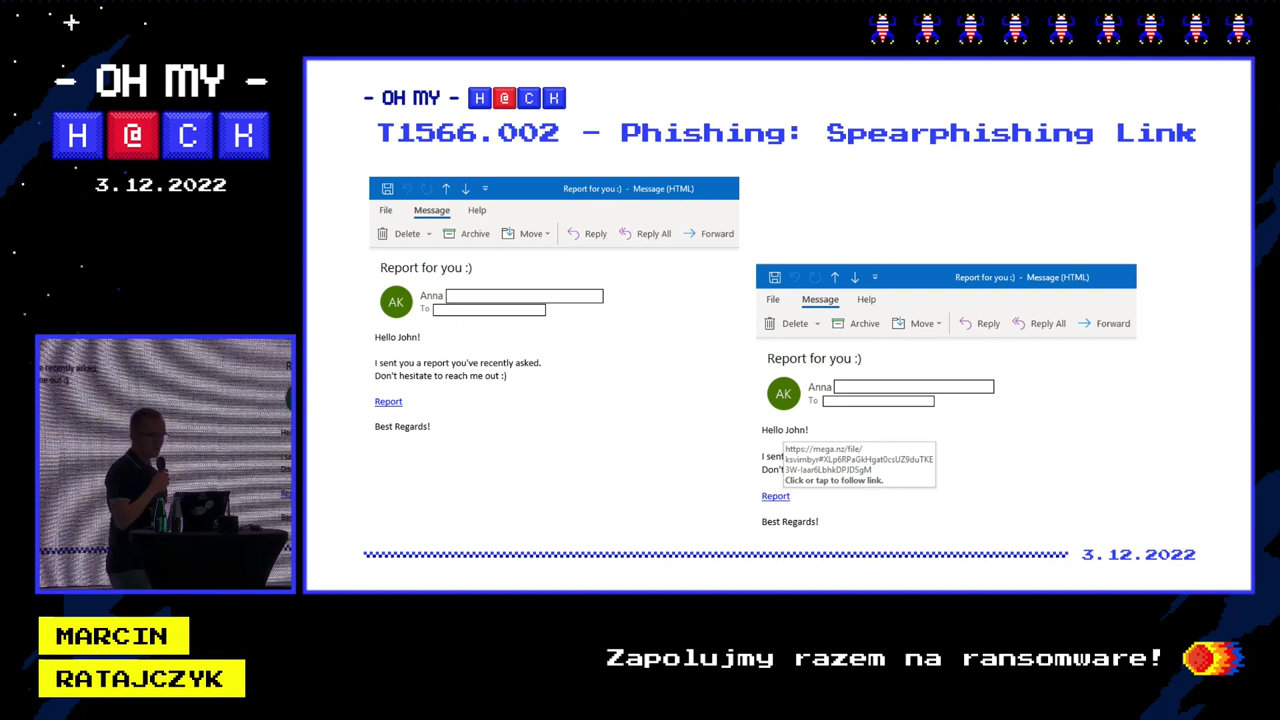 - OH MY -
H@CK
3.12.2022
- OH MY - H@CK
T1566.002 - Phishing: Spearphishing Link
Report for you :) - Message (HTML)
File Message Help
Delete Archive Move Reply Reply All Forward
Report for you :)
AK
Anna
To
Hello John!
I sent you a report you've recently asked.
Don't hesitate to reach me out :)
Report
Best Regards!
Report for you :) - Message (HTML)
File Message Help
Delete Archive Move Reply Reply All Forward
Report for you :)
AK
Anna
To
Hello John!
https://mega.nz/file/
I sent
Don't
Click or tap to follow link.
Report
Best Regards!
3.12.2022
MARCIN
RATAJCZYK
Zapolujmy razem na ransomware!